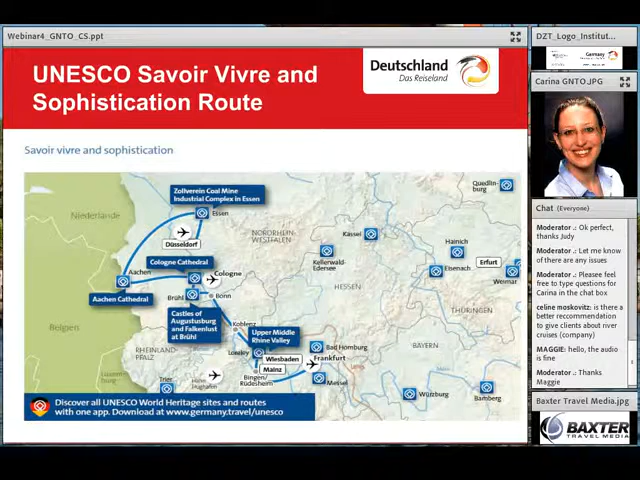 Webinar4_GNTO_CS.ppt
UNESCO Savoir Vivre and
Sophistication Route
Deutschland
Das Reiseland
Savoir vivre and sophistication
Quedlin-
burg
Zollverein Coal Mine
Industrial Complex in Essen
Niederlande
Essen
NORDRHEIN-
WESTFALEN
Düsseldorf
Kassel
Hainich
Kellerwald-
Edersee
Erfurt
Eisenach
Weimar
Cologne Cathedral
Cologne
Aachen
Aachen Cathedral
Brühl
Bonn
HESSEN
THÜRINGEN
Belgien
Castles of
Augustusburg
and Falkenlust
at Brühl
Koblenz
Upper Middle
Rhine Valley
RHEINLAND-
PFALZ
Loreley
Bad Homburg
BAYERN
Wiesbaden
Frankfurt
Mainz
Bingen/
Rüdesheim
Messel
Trier
Hahn
Flughafen
Würzburg
Bamberg
Discover all UNESCO World Heritage sites and routes
with one app. Download at www.germany.travel/unesco
DZT_Logo_Institut...
Germany
Carina GNTO.JPG
Chat (Everyone)
Moderator .: Ok perfect,
thanks Judy
Moderator .: Let me know
of there are any issues
Moderator .: Pleasee feel
free to type questions for
Carina in the chat box
celine moskovitz: is there a
better recommendation
to give clients about river
cruises (company)
MAGGIE: hello, the audio
is fine
Moderator .: Thanks
Maggie
Baxter Travel Media.jpg
BAXTER
TRAVEL MEDIA